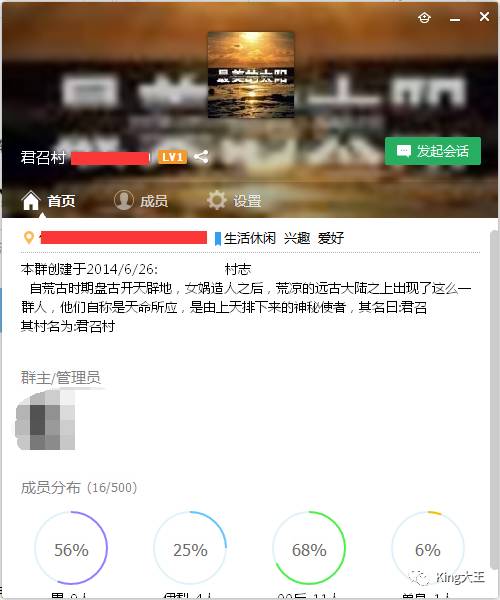 最美的太阳
君召村
LV1
发起会话
首页
成员
设置
生活休闲 兴趣 爱好
本群创建于2014/6/26: 村志
自荒古时期盘古开天辟地，女娲造人之后，荒凉的远古大陆之上出现了这么一
群人，他们自称是天命所应，是由上天排下来的神秘使者，其名曰:君召
其村名为:君召村
群主/管理员
成员分布 (16/500)
56%
25%
68%
6%
King大王